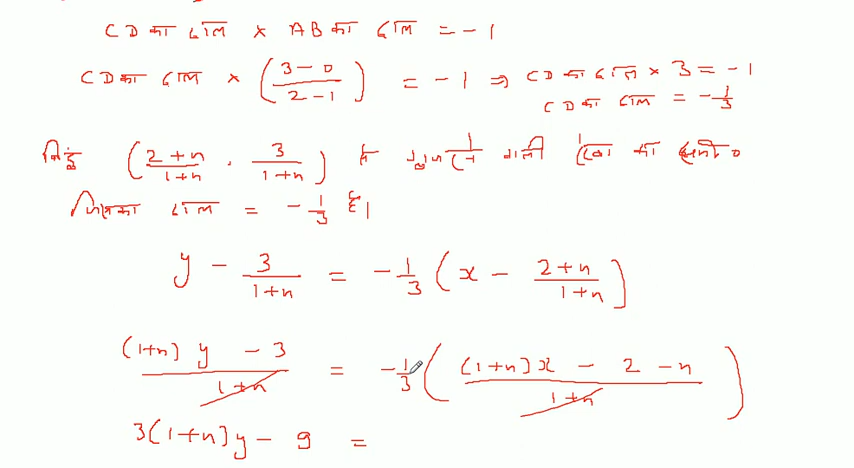 CD का ढाल × AB का ढाल = -1
CD का ढाल × ( (3-0)/(2-1) ) = -1 ⇒ CD का ढाल × 3 = -1
CD का ढाल = -1/3
बिंदु ( (2+n)/(1+n) , 3/(1+n) ) से वाली का समी०
जिसका ढाल = -1/3 है।
y - 3/(1+n) = -1/3 ( x - (2+n)/(1+n) )
((1+n)y - 3)/(1+n) = -1/3 ( ((1+n)x - 2 - n)/(1+n) )
3(1+n)y - 9 =